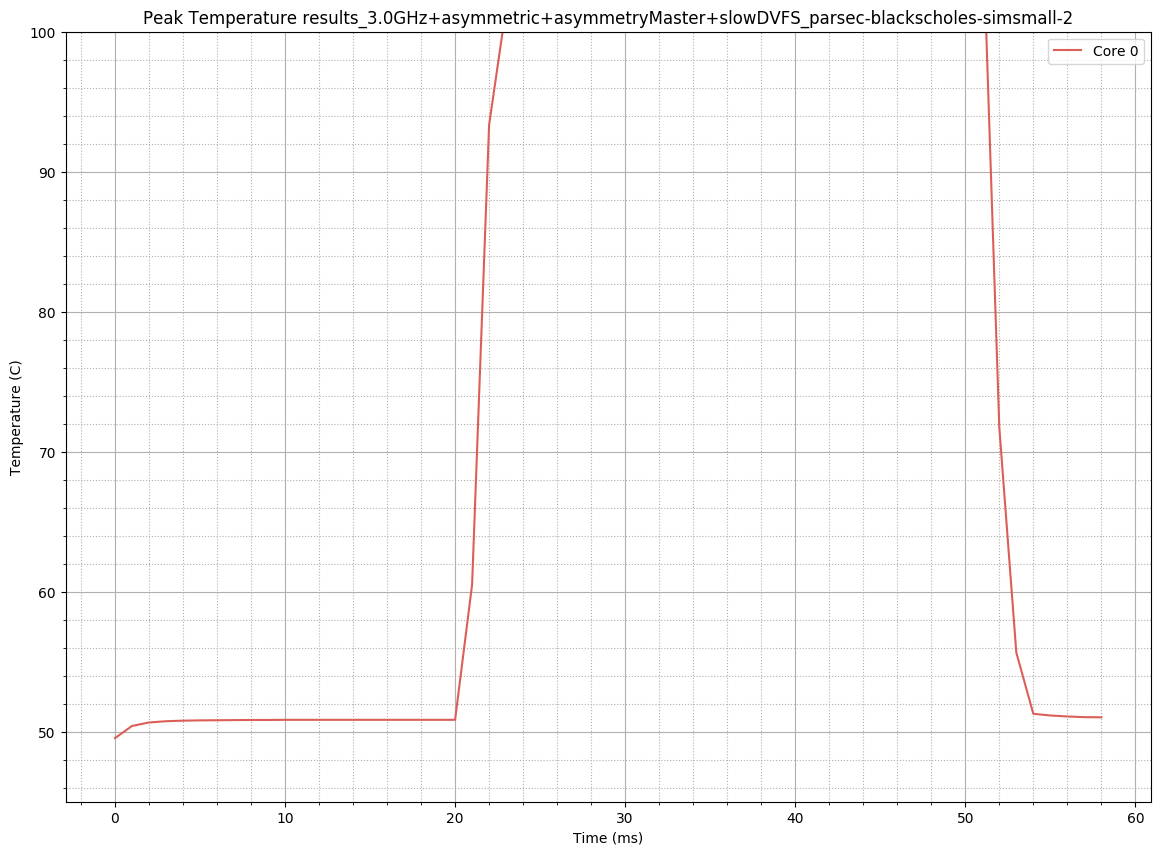 Peak Temperature results_3.0GHz+asymmetric+asymmetryMaster+slowDVFS_parsec-blackscholes-simsmall-2
Core 0
100
90
80
70
60
50
Temperature (C)
0 10 20 30 40 50 60
Time (ms)